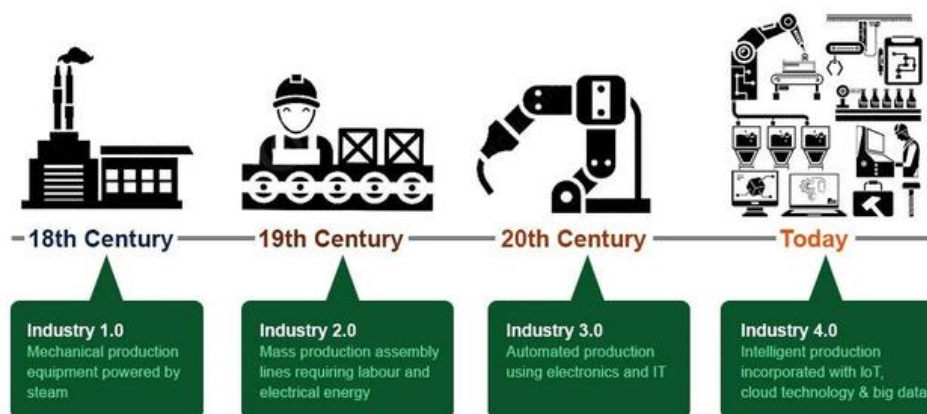 18th Century
19th Century
20th Century
Today
Industry 1.0
Mechanical production
equipment powered by
steam
Industry 2.0
Mass production assembly
lines requiring labour and
electrical energy
Industry 3.0
Automated production
using electronics and IT
Industry 4.0
Intelligent production
incorporated with IoT,
cloud technology & big data